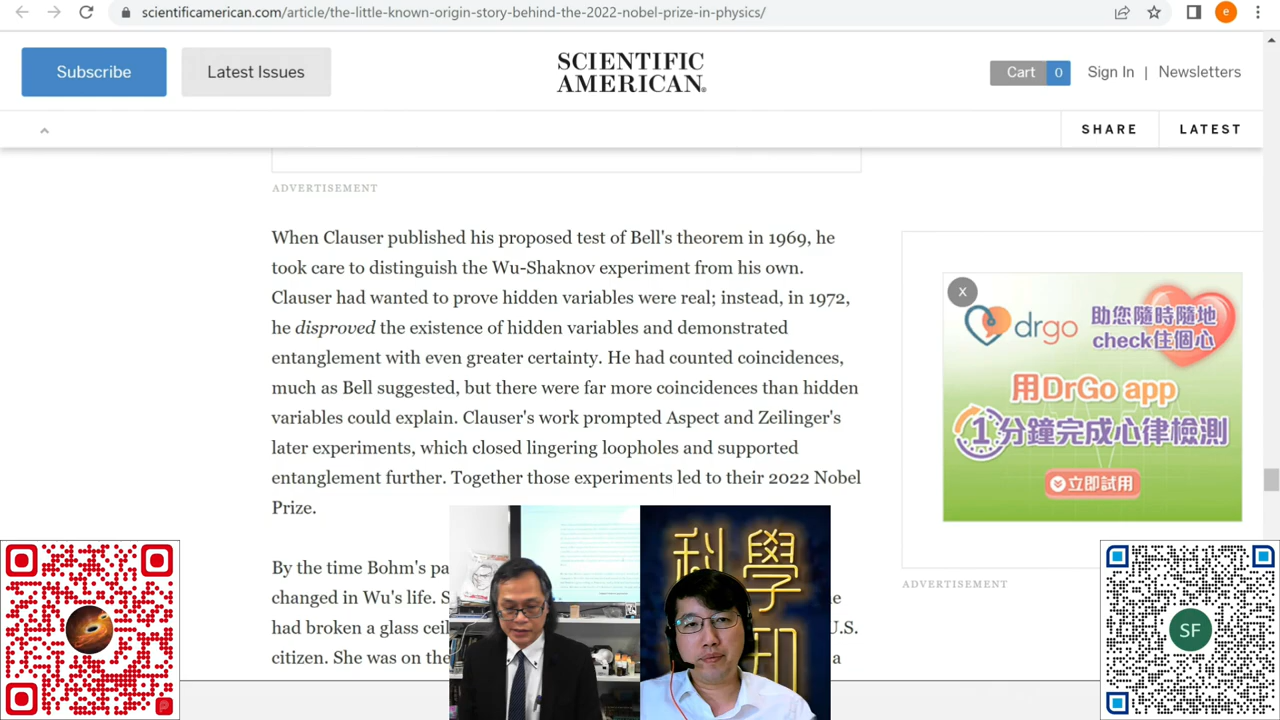 scientificamerican.com/article/the-little-known-origin-story-behind-the-2022-nobel-prize-in-physics/
e
Subscribe
Latest Issues
SCIENTIFIC
AMERICAN®
Cart 0
Sign In | Newsletters
SHARE
LATEST
ADVERTISEMENT
When Clauser published his proposed test of Bell's theorem in 1969, he
took care to distinguish the Wu-Shaknov experiment from his own.
Clauser had wanted to prove hidden variables were real; instead, in 1972,
he disproved the existence of hidden variables and demonstrated
entanglement with even greater certainty. He had counted coincidences,
much as Bell suggested, but there were far more coincidences than hidden
variables could explain. Clauser's work prompted Aspect and Zeilinger's
later experiments, which closed lingering loopholes and supported
entanglement further. Together those experiments led to their 2022 Nobel
Prize.
By the time Bohm's pa
changed in Wu's life. S
had broken a glass ceil U.S.
citizen. She was on the a
X
drgo
助您隨時隨地
check住個心
用DrGo app
1分鐘完成心律檢測
立即試用
ADVERTISEMENT
科學
SF